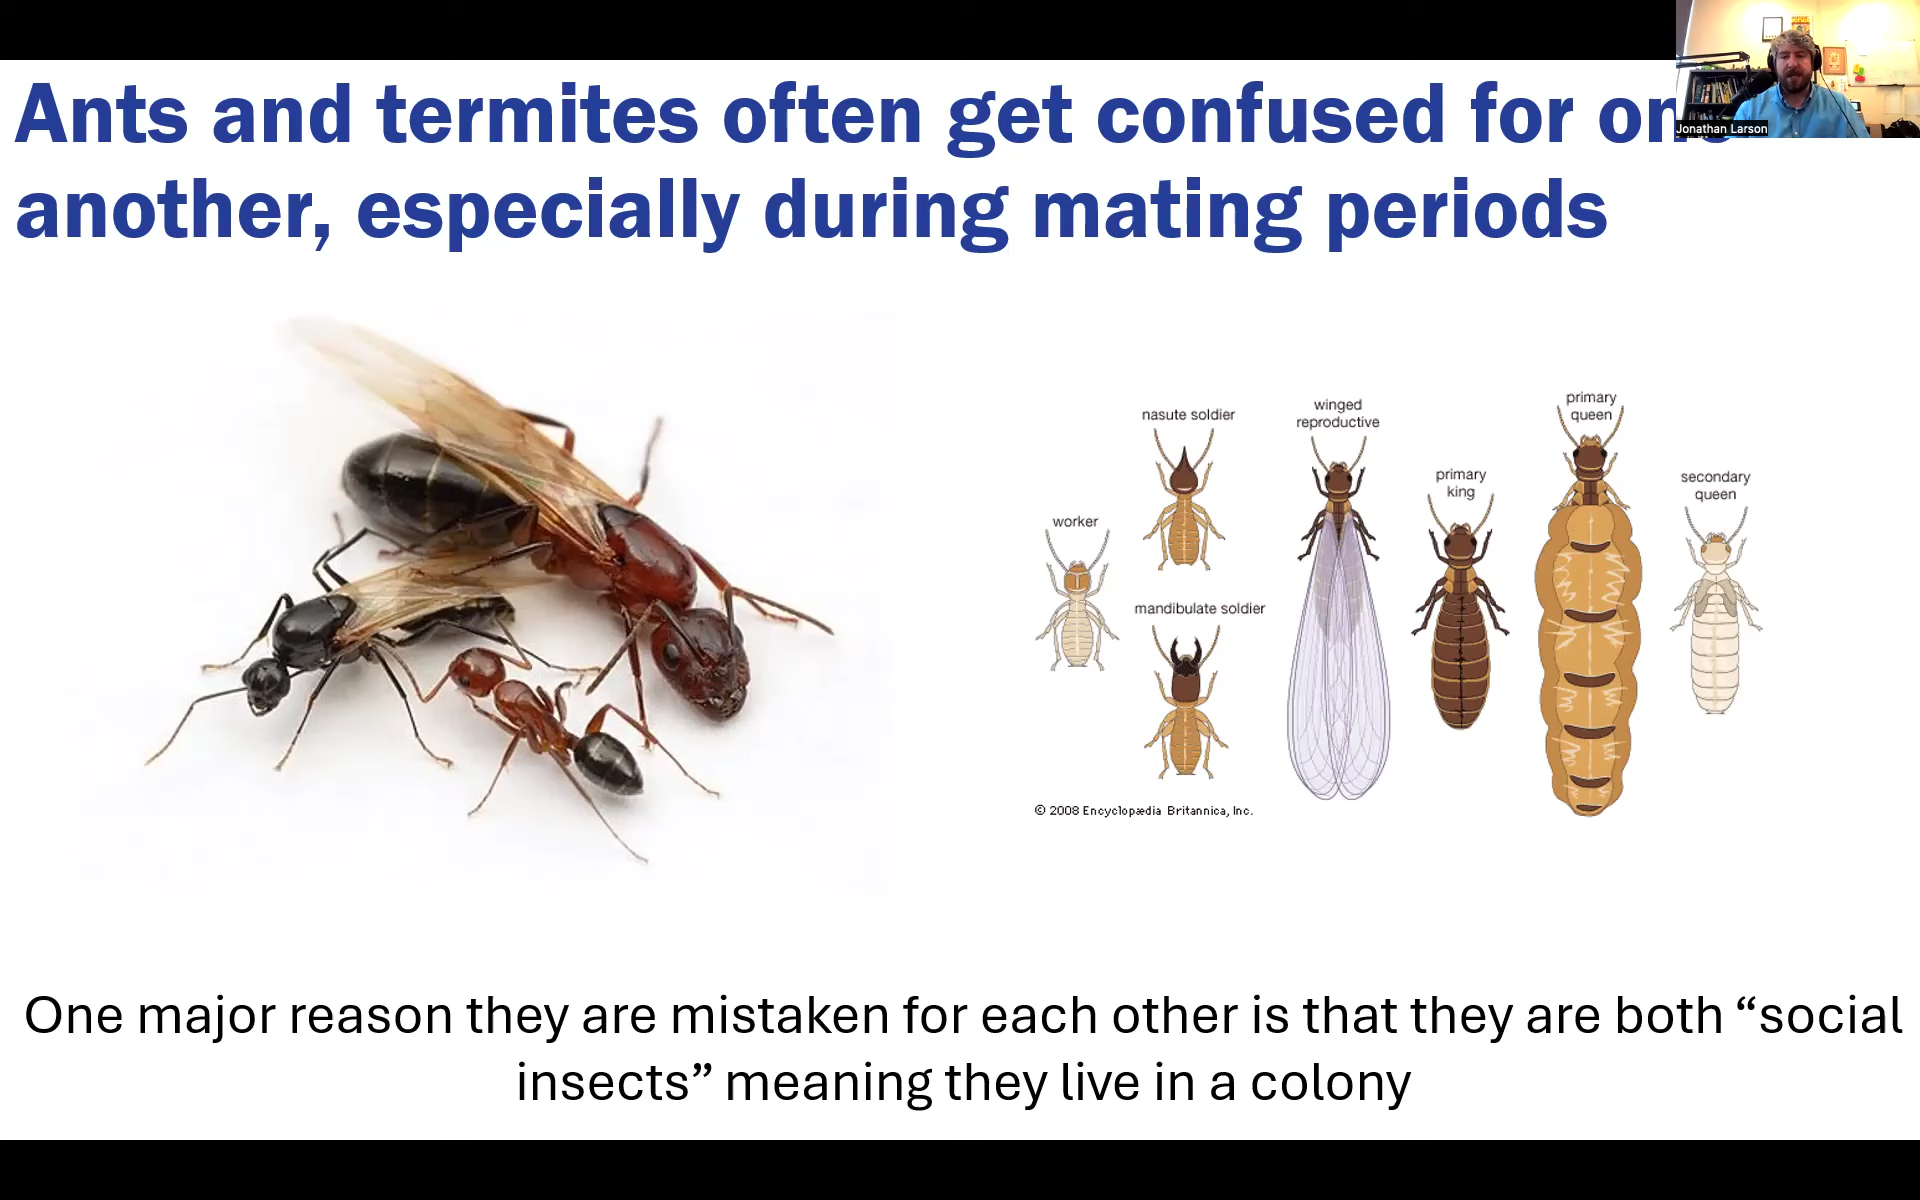 Ants and termites often get confused for
another, especially during mating periods
Jonathan Larson
nasute soldier
winged
reproductive
primary
queen
primary
king
secondary
queen
worker
mandibulate soldier
© 2008 Encyclopædia Britannica, Inc.
One major reason they are mistaken for each other is that they are both “social
insects” meaning they live in a colony